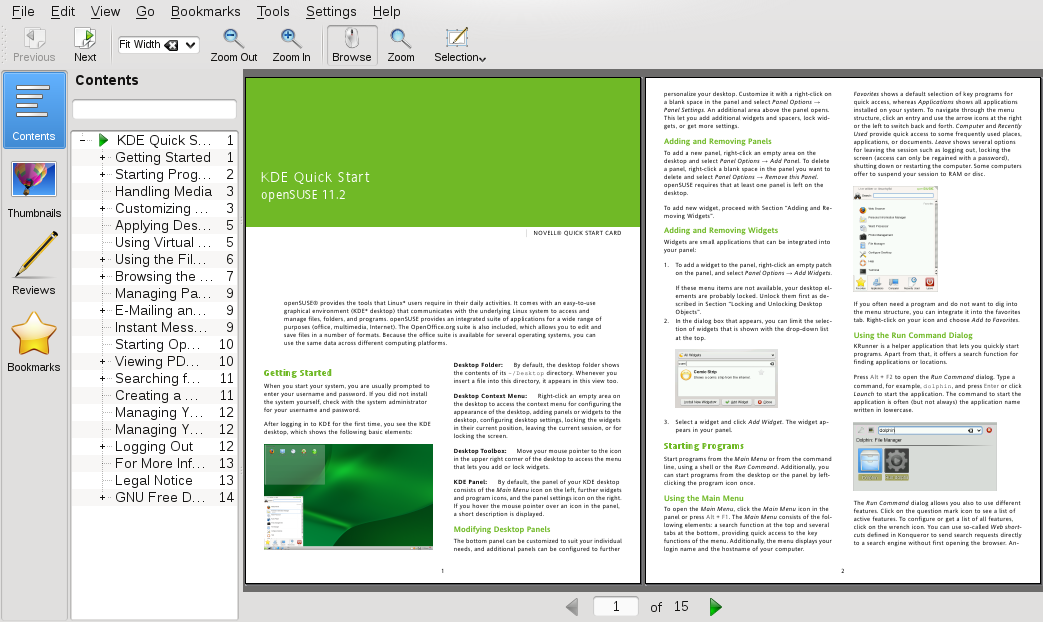 File Edit View Go Bookmarks Tools Settings Help
Previous Next Fit Width Zoom Out Zoom In Browse Zoom Selection
Contents
Thumbnails
Reviews
Bookmarks
Contents
KDE Quick S... 1
Getting Started 1
Starting Prog... 2
Handling Media 3
Customizing ... 3
Applying Des... 5
Using Virtual ... 5
Using the Fil... 6
Browsing the ... 7
Managing Pa... 9
E-Mailing an... 9
Instant Mess... 9
Starting Op... 10
Viewing PD... 10
Searching f... 11
Creating a ... 11
Managing Y... 12
Managing Y... 12
Logging Out 12
For More Inf... 13
Legal Notice 13
GNU Free D... 14
KDE Quick Start
openSUSE 11.2
NOVELL® QUICK START CARD
openSUSE® provides the tools that Linux* users require in their daily activities. It comes with an easy-to-use
graphical environment (KDE* desktop) that communicates with the underlying Linux system to access and
manage files, folders, and programs. openSUSE provides an integrated suite of applications for a wide range of
purposes (office, multimedia, Internet). The OpenOffice.org suite is also included, which allows you to edit and
save files in a number of formats. Because the office suite is available for several operating systems, you can
use the same data across different computing platforms.
Getting Started
When you start your system, you are usually prompted to
enter your username and password. If you did not install
the system yourself, check with the system administrator
for your username and password.
After logging in to KDE for the first time, you see the KDE
desktop, which shows the following basic elements:
Desktop Folder: By default, the desktop folder shows
the contents of its ~/Desktop directory. Whenever you
insert a file into this directory, it appears in this view too.
Desktop Context Menu: Right-click an empty area on
the desktop to access the context menu for configuring the
appearance of the desktop, adding panels or widgets to the
desktop, configuring desktop settings, locking the widgets
in their current position, leaving the current session, or for
locking the screen.
Desktop Toolbox: Move your mouse pointer to the icon
in the upper right corner of the desktop to access the menu
that lets you add or lock widgets.
KDE Panel: By default, the panel of your KDE desktop
consists of the Main Menu icon on the left, further widgets
and program icons, and the panel settings icon on the right.
If you hover the mouse pointer over an icon in the panel,
a short description is displayed.
Modifying Desktop Panels
The bottom panel can be customized to suit your individual
needs, and additional panels can be configured to further
1
personalize your desktop. Customize it with a right-click on
a blank space in the panel and select Panel Options →
Panel Settings. An additional area above the panel opens.
This let you add additional widgets and spacers, lock wid-
gets, or get more settings.
Adding and Removing Panels
To add a new panel, right-click an empty area on the
desktop and select Panel Options → Add Panel. To delete
a panel, right-click a blank space in the panel you want to
delete and select Panel Options → Remove this Panel.
openSUSE requires that at least one panel is left on the
desktop.
To add new widget, proceed with Section "Adding and Re-
moving Widgets".
Adding and Removing Widgets
Widgets are small applications that can be integrated into
your panel:
1. To add a widget to the panel, right-click an empty patch
on the panel, and select Panel Options → Add Widgets.
If these menu items are not available, your desktop el-
ements are probably locked. Unlock them first as de-
scribed in Section "Locking and Unlocking Desktop
Objects".
2. In the dialog box that appears, you can limit the selec-
tion of widgets that is shown with the drop-down list
at the top.
All Widgets
Comic Strip
3. Select a widget and click Add Widget. The widget ap-
pears in your panel.
Starting Programs
Start programs from the Main Menu or from the command
line, using a shell or the Run Command. Additionally, you
can start programs from the desktop or the panel by left-
clicking the program icon once.
Using the Main Menu
To open the Main Menu, click the Main Menu icon in the
panel or press Alt + F1. The Main Menu consists of the fol-
lowing elements: a search function at the top and several
tabs at the bottom, providing quick access to the key
functions of the menu. Additionally, the menu displays your
login name and the hostname of your computer.
Favorites shows a default selection of key programs for
quick access, whereas Applications shows all applications
installed on your system. To navigate through the menu
structure, click an entry and use the arrow icons at the right
or the left to switch back and forth. Computer and Recently
Used provide quick access to some frequently used places,
applications, or documents. Leave shows several options
for leaving the session such as logging out, locking the
screen (access can only be regained with a password),
shutting down or restarting the computer. Some computers
offer to suspend your session to RAM or disc.
If you often need a program and do not want to dig into
the menu structure, you can integrate it into the favorites
tab. Right-click on your icon and choose Add to Favorites.
Using the Run Command Dialog
KRunner is a helper application that lets you quickly start
programs. Apart from that, it offers a search function for
finding applications or locations.
Press Alt + F2 to open the Run Command dialog. Type a
command, for example, dolphin, and press Enter or click
Launch to start the application. The command to start the
application is often (but not always) the application name
written in lowercase.
dolphin
Dolphin: File Manager
The Run Command dialog allows you also to use different
features. Click on the question mark icon to see a list of
active features. To configure or get a list of all features,
click on the wrench icon. You can use so-called Web short-
cuts defined in Konqueror to send search requests directly
to a search engine without first opening the browser. An-
2
1 of 15